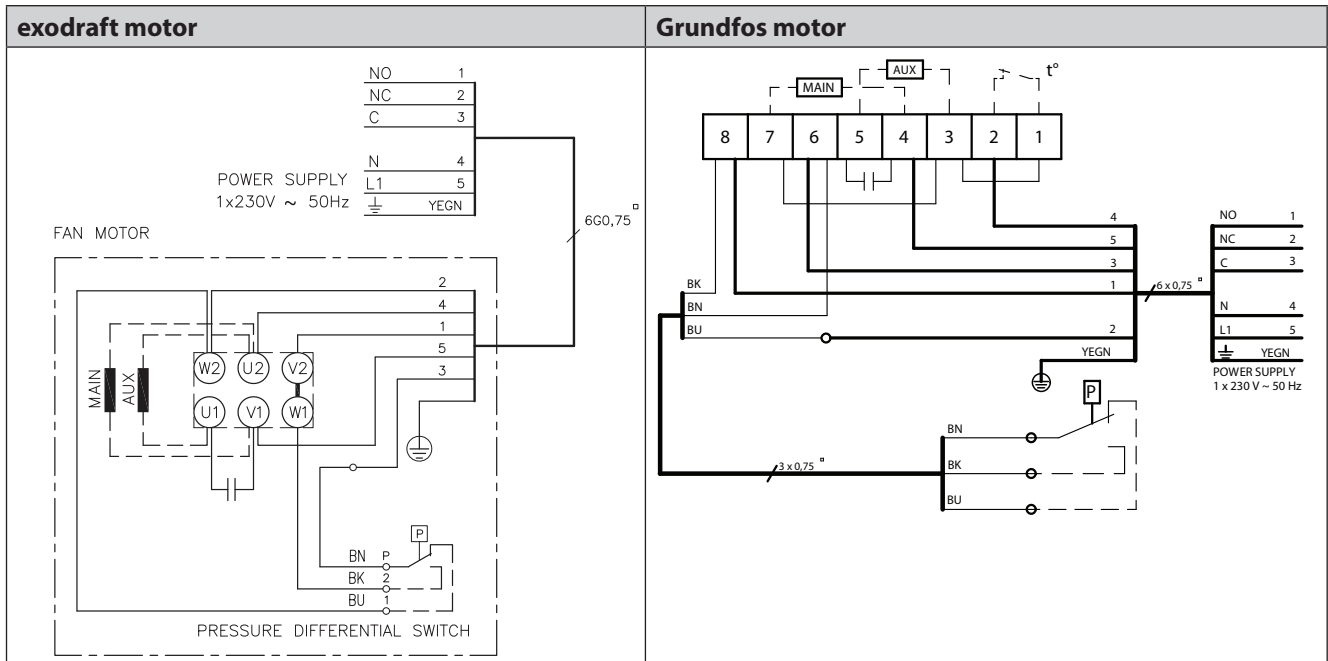 exodraft motor
NO 1
NC 2
C 3
N 4
POWER SUPPLY L1 5
1x230V ~ 50Hz YEGN
6G0,75 ▫
FAN MOTOR
2
4
1
5
3
MAIN AUX
W2 U2 V2
U1 V1 W1
P
BN P
BK 2
BU 1
PRESSURE DIFFERENTIAL SWITCH
Grundfos motor
AUX t°
MAIN
8 7 6 5 4 3 2 1
4
5
3
1
BK
BN
BU 2
YEGN
6 x 0,75 ▫
NO 1
NC 2
C 3
N 4
L1 5
YEGN
POWER SUPPLY
1 x 230 V ~ 50 Hz
P
BN
BK
BU
3 x 0,75 ▫